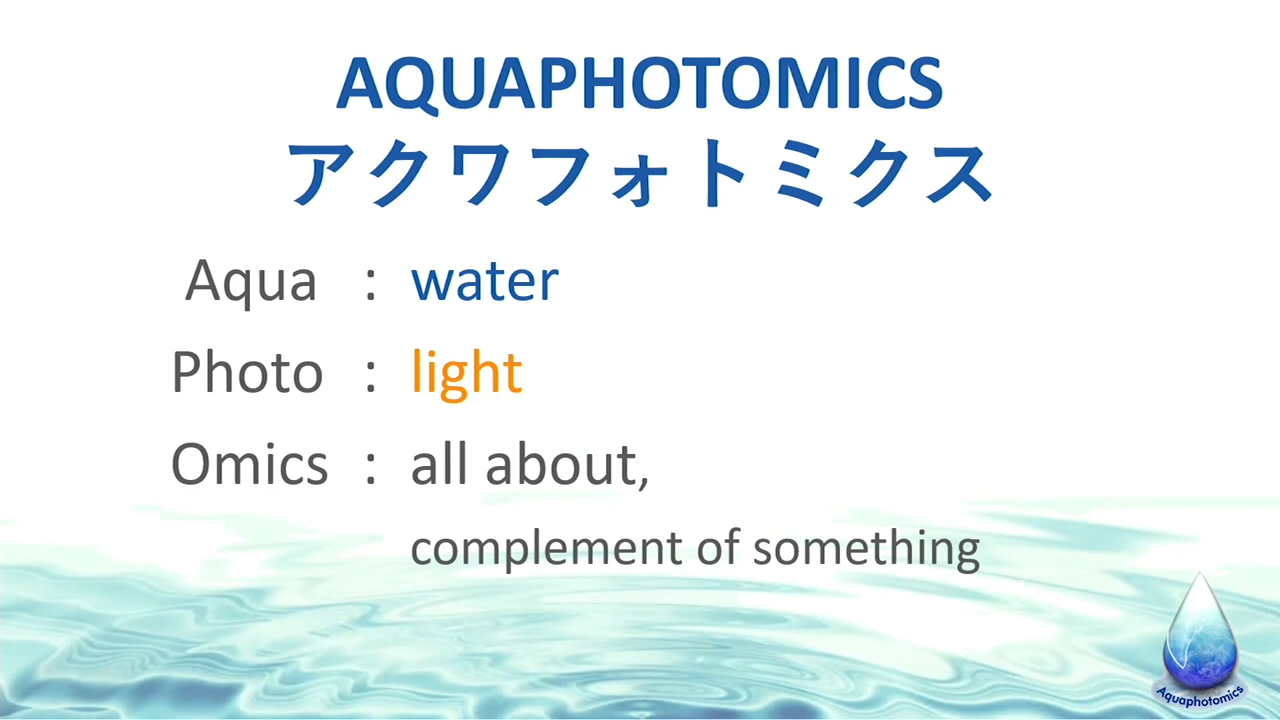 AQUAPHOTOMICS
アクワフォトミクス
Aqua : water
Photo : light
Omics : all about,
complement of something
Aquaphotomics